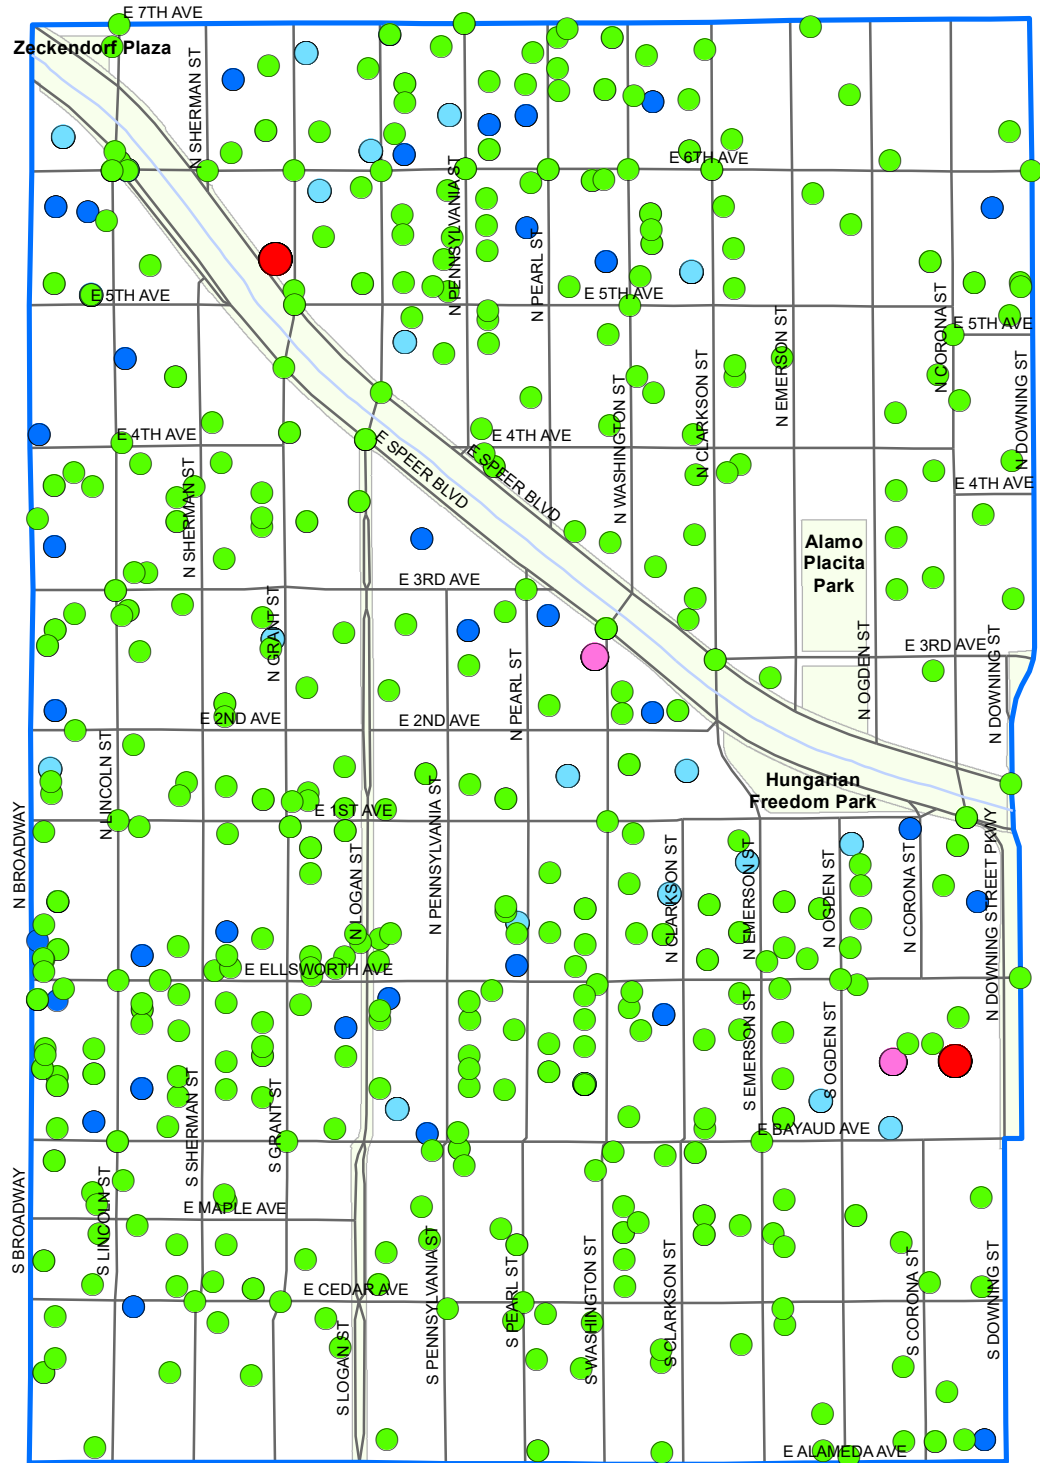 E 7TH AVE
Zeckendorf Plaza
N SHERMAN ST
E 6TH AVE
N PENNSYLVANIA ST
N PEARL ST
E 5TH AVE
E 5TH AVE
E 5TH AVE
N CORONA ST
N EMERSON ST
N CLARKSON ST
N WASHINGTON ST
N DOWNING ST
E 4TH AVE
E 4TH AVE
E 4TH AVE
E SPEER BLVD
E SPEER BLVD
N SHERMAN ST
Alamo
Placita
Park
E 3RD AVE
E 3RD AVE
N GRANT ST
N OGDEN ST
N DOWNING ST
N PEARL ST
E 2ND AVE
E 2ND AVE
N LINCOLN ST
Hungarian
Freedom Park
E 1ST AVE
N BROADWAY
N PENNSYLVANIA ST
N LOGAN ST
N CLARKSON ST
N EMERSON ST
N OGDEN ST
N CORONA ST
N DOWNING STREET PKWY
E ELLSWORTH AVE
S EMERSON ST
S OGDEN ST
S SHERMAN ST
S GRANT ST
E BAYAUD AVE
S BROADWAY
S LINCOLN ST
E MAPLE AVE
S PENNSYLVANIA ST
S PEARL ST
S WASHINGTON ST
S CLARKSON ST
S CORONA ST
S DOWNING ST
E CEDAR AVE
S LOGAN ST
E ALAMEDA AVE